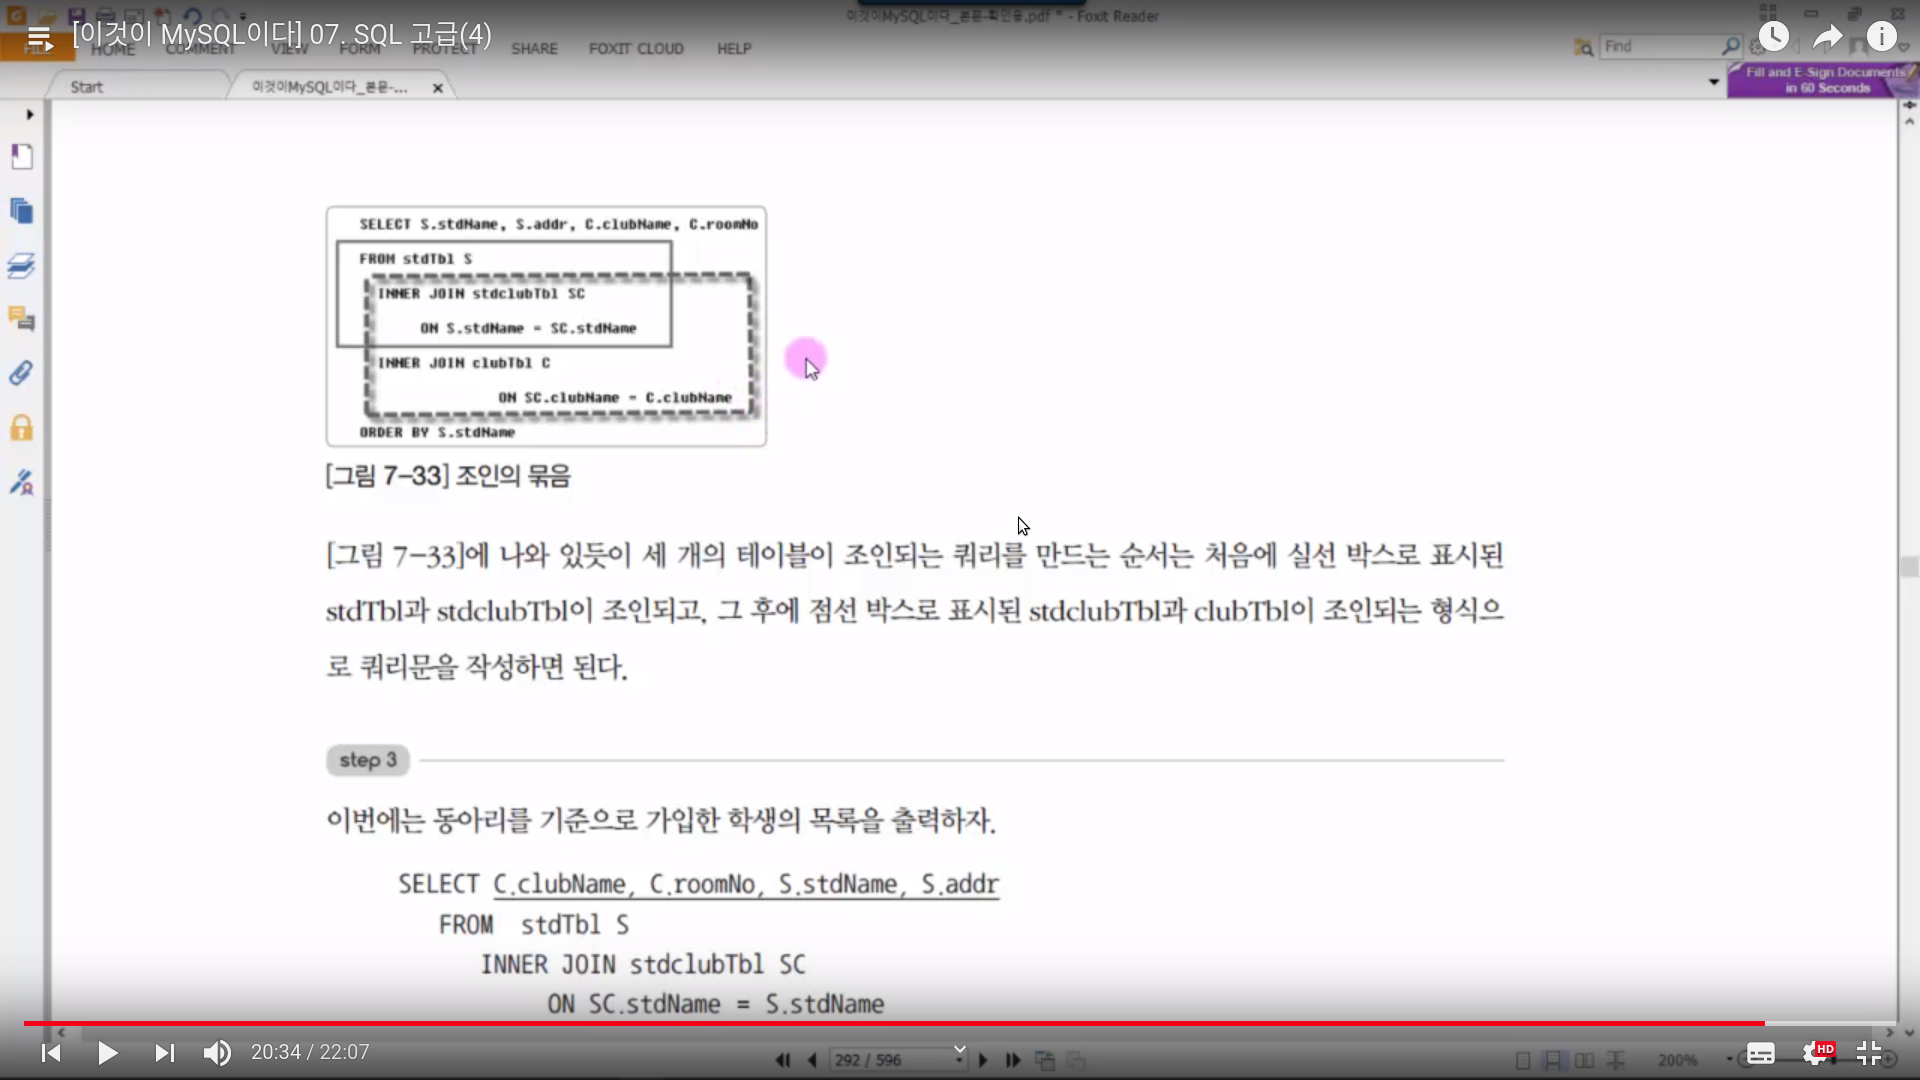 이것이MySQL이다_본문-확인용.pdf * - Foxit Reader
[이것이 MySQL이다] 07. SQL 고급(4)
HOME COMMENT VIEW FORM PROTECT SHARE FOXIT CLOUD HELP
Find
Start
이것이MySQL이다_본문-...
Fill and E-Sign Documents
in 60 Seconds
SELECT S.stdName, S.addr, C.clubName, C.roomNo
FROM stdTbl S
INNER JOIN stdclubTbl SC
ON S.stdName = SC.stdName
INNER JOIN clubTbl C
ON SC.clubName = C.clubName
ORDER BY S.stdName
[그림 7-33] 조인의 묶음
[그림 7-33]에 나와 있듯이 세 개의 테이블이 조인되는 쿼리를 만드는 순서는 처음에 실선 박스로 표시된
stdTbl과 stdclubTbl이 조인되고, 그 후에 점선 박스로 표시된 stdclubTbl과 clubTbl이 조인되는 형식으
로 쿼리문을 작성하면 된다.
step 3
이번에는 동아리를 기준으로 가입한 학생의 목록을 출력하자.
SELECT C.clubName, C.roomNo, S.stdName, S.addr
FROM stdTbl S
INNER JOIN stdclubTbl SC
ON SC.stdName = S.stdName
20:34 / 22:07
292 / 596
200%
HD